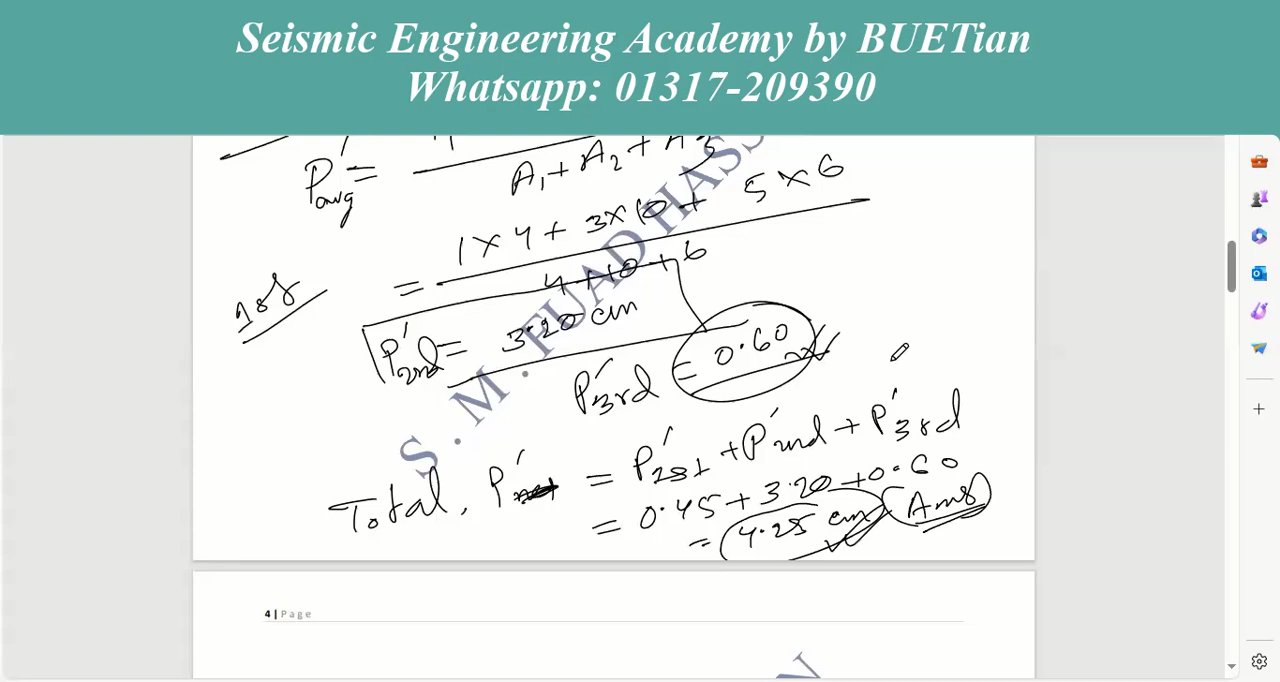 Seismic Engineering Academy by BUETian
Whatsapp: 01317-209390
P'avg =
A₁ + A₂ + A₃
= 1 × 4 + 3 × 10 + 5 × 6
4 + 10 + 6
P'2nd = 3.20 cm
P'3rd = 0.60
Total, P' = P'1st + P'2nd + P'3rd
= 0.45 + 3.20 + 0.60
= 4.25 cm Ans
S. M. FUAD HASS
4 | Page